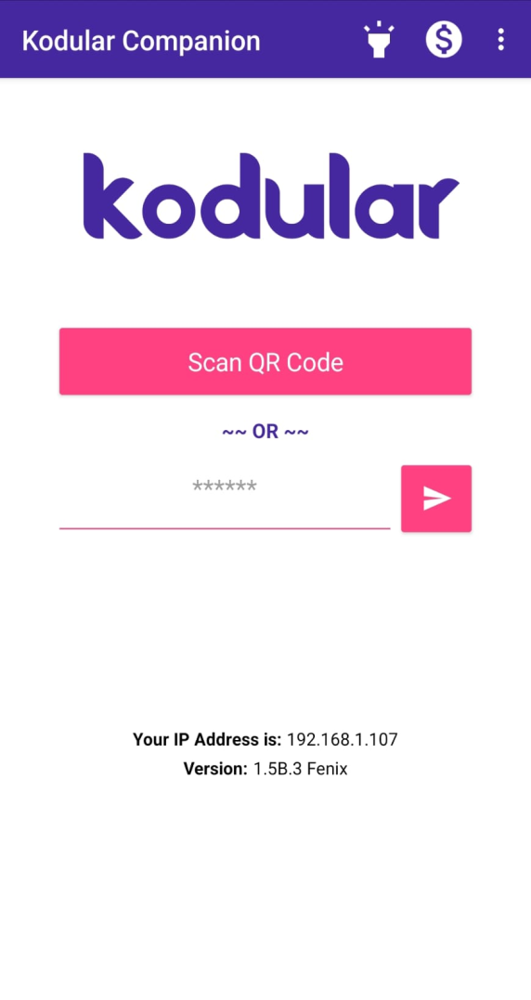 Kodular Companion
kodular
Scan QR Code
~~ OR ~~
******
Your IP Address is: 192.168.1.107
Version: 1.5B.3 Fenix